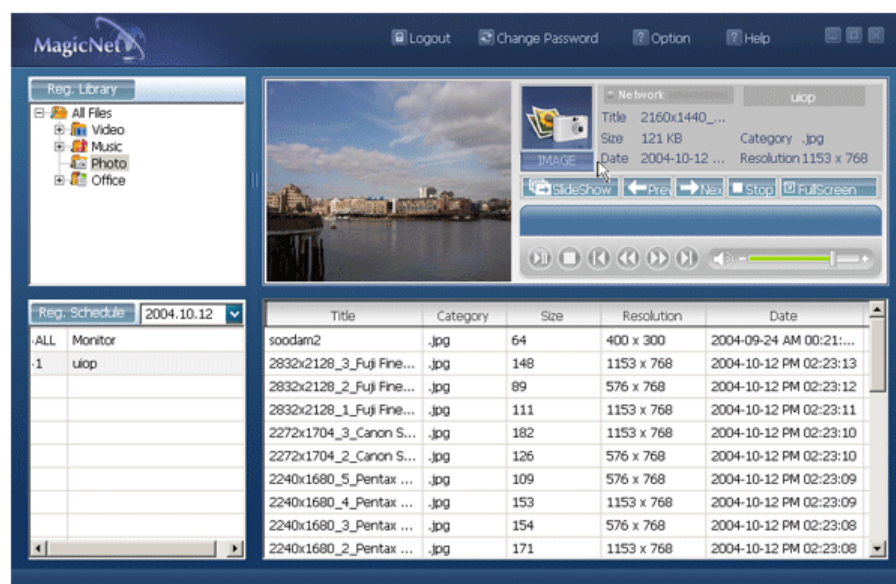 MagicNet
Logout
Change Password
Option
Help
Reg. Library
All Files
Video
Music
Photo
Office
IMAGE
Network
uiop
Title 2160x1440_...
Size 121 KB Category .jpg
Date 2004-10-12 ... Resolution 1153 x 768
SlideShow Prev Nex Stop FullScreen
Reg. Schedule 2004.10.12
ALL Monitor
1 uiop
Title Category Size Resolution Date
soodam2 .jpg 64 400 x 300 2004-09-24 AM 00:21:...
2832x2128_3_Fuji Fine... .jpg 148 1153 x 768 2004-10-12 PM 02:23:13
2832x2128_2_Fuji Fine... .jpg 89 576 x 768 2004-10-12 PM 02:23:12
2832x2128_1_Fuji Fine... .jpg 111 1153 x 768 2004-10-12 PM 02:23:11
2272x1704_3_Canon S... .jpg 182 1153 x 768 2004-10-12 PM 02:23:10
2272x1704_2_Canon S... .jpg 126 576 x 768 2004-10-12 PM 02:23:10
2240x1680_5_Pentax ... .jpg 109 576 x 768 2004-10-12 PM 02:23:09
2240x1680_4_Pentax ... .jpg 153 1153 x 768 2004-10-12 PM 02:23:09
2240x1680_3_Pentax ... .jpg 154 576 x 768 2004-10-12 PM 02:23:08
2240x1680_2_Pentax ... .jpg 171 1153 x 768 2004-10-12 PM 02:23:08